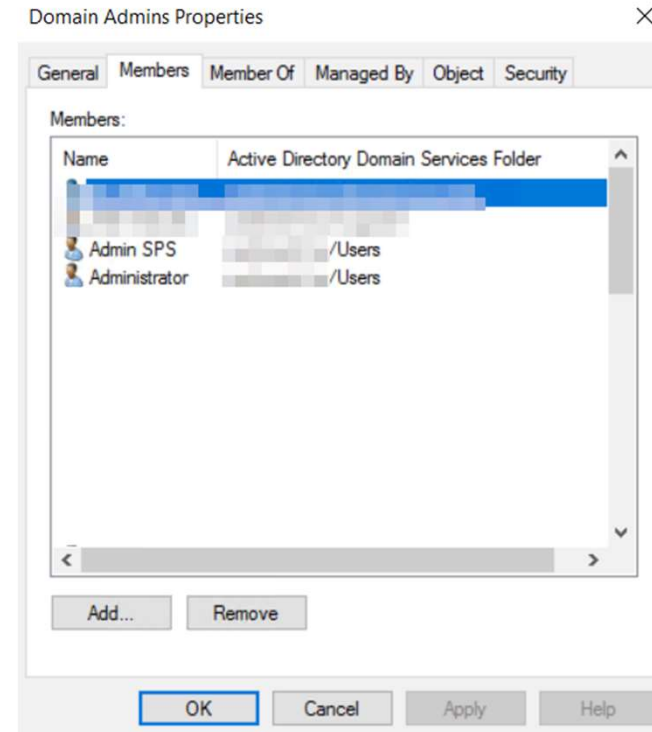 Domain Admins Properties
General Members Member Of Managed By Object Security
Members:
Name Active Directory Domain Services Folder
Admin SPS /Users
Administrator /Users
Add... Remove
OK Cancel Apply Help